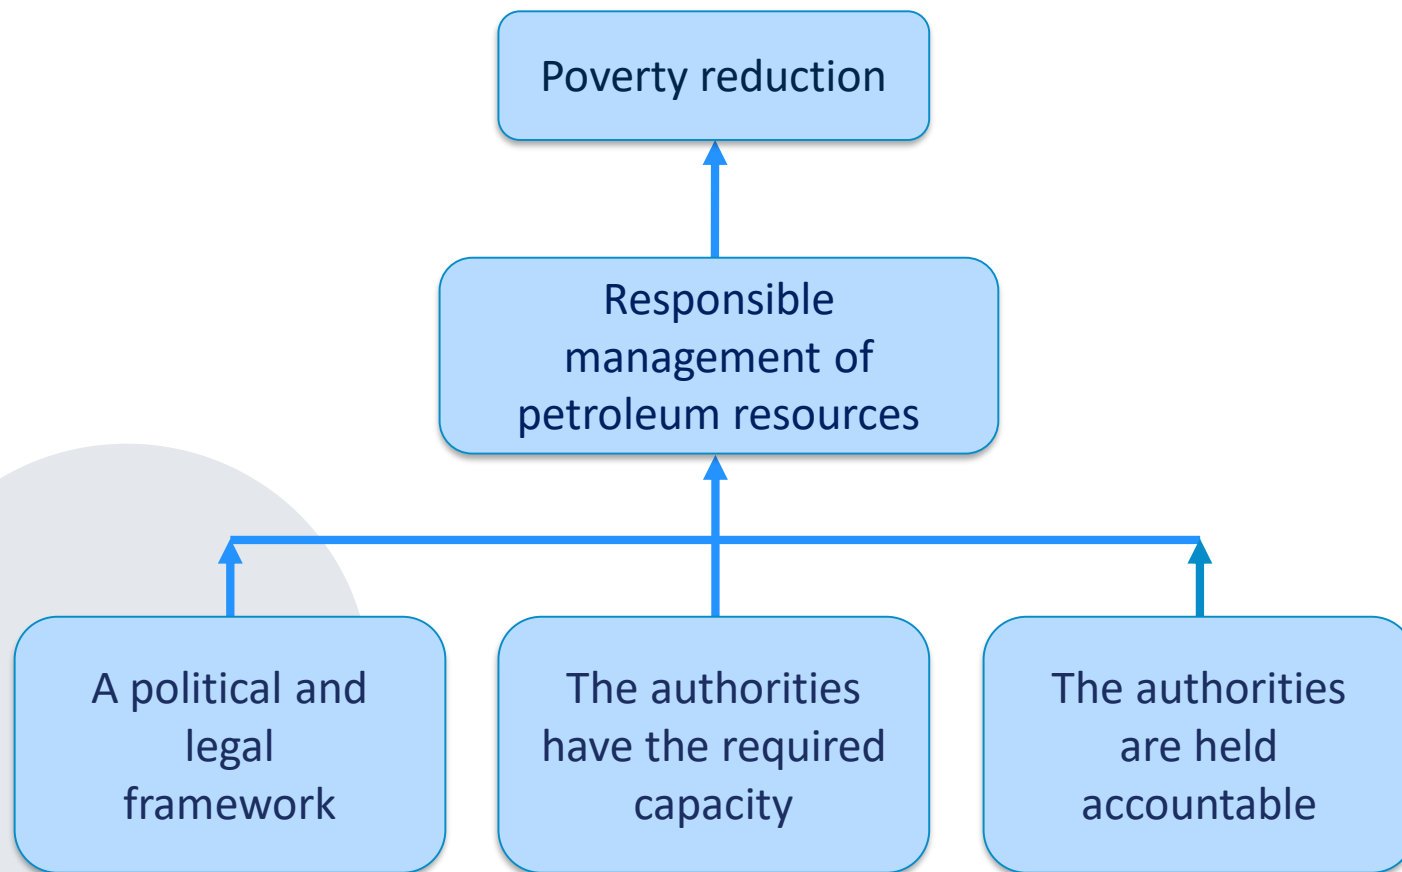 Poverty reduction
Responsible
management of
petroleum resources
A political and
legal
framework
The authorities
have the required
capacity
The authorities
are held
accountable